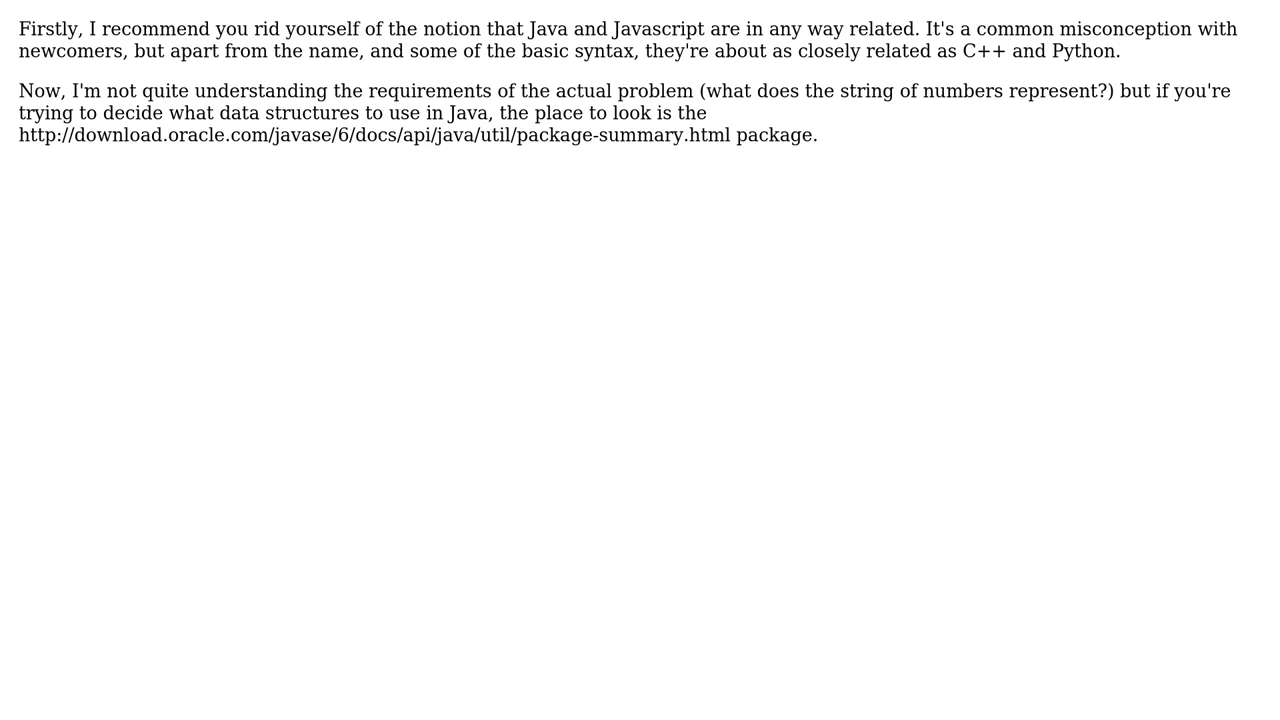 Firstly, I recommend you rid yourself of the notion that Java and Javascript are in any way related. It's a common misconception with
newcomers, but apart from the name, and some of the basic syntax, they're about as closely related as C++ and Python.
Now, I'm not quite understanding the requirements of the actual problem (what does the string of numbers represent?) but if you're
trying to decide what data structures to use in Java, the place to look is the
http://download.oracle.com/javase/6/docs/api/java/util/package-summary.html package.